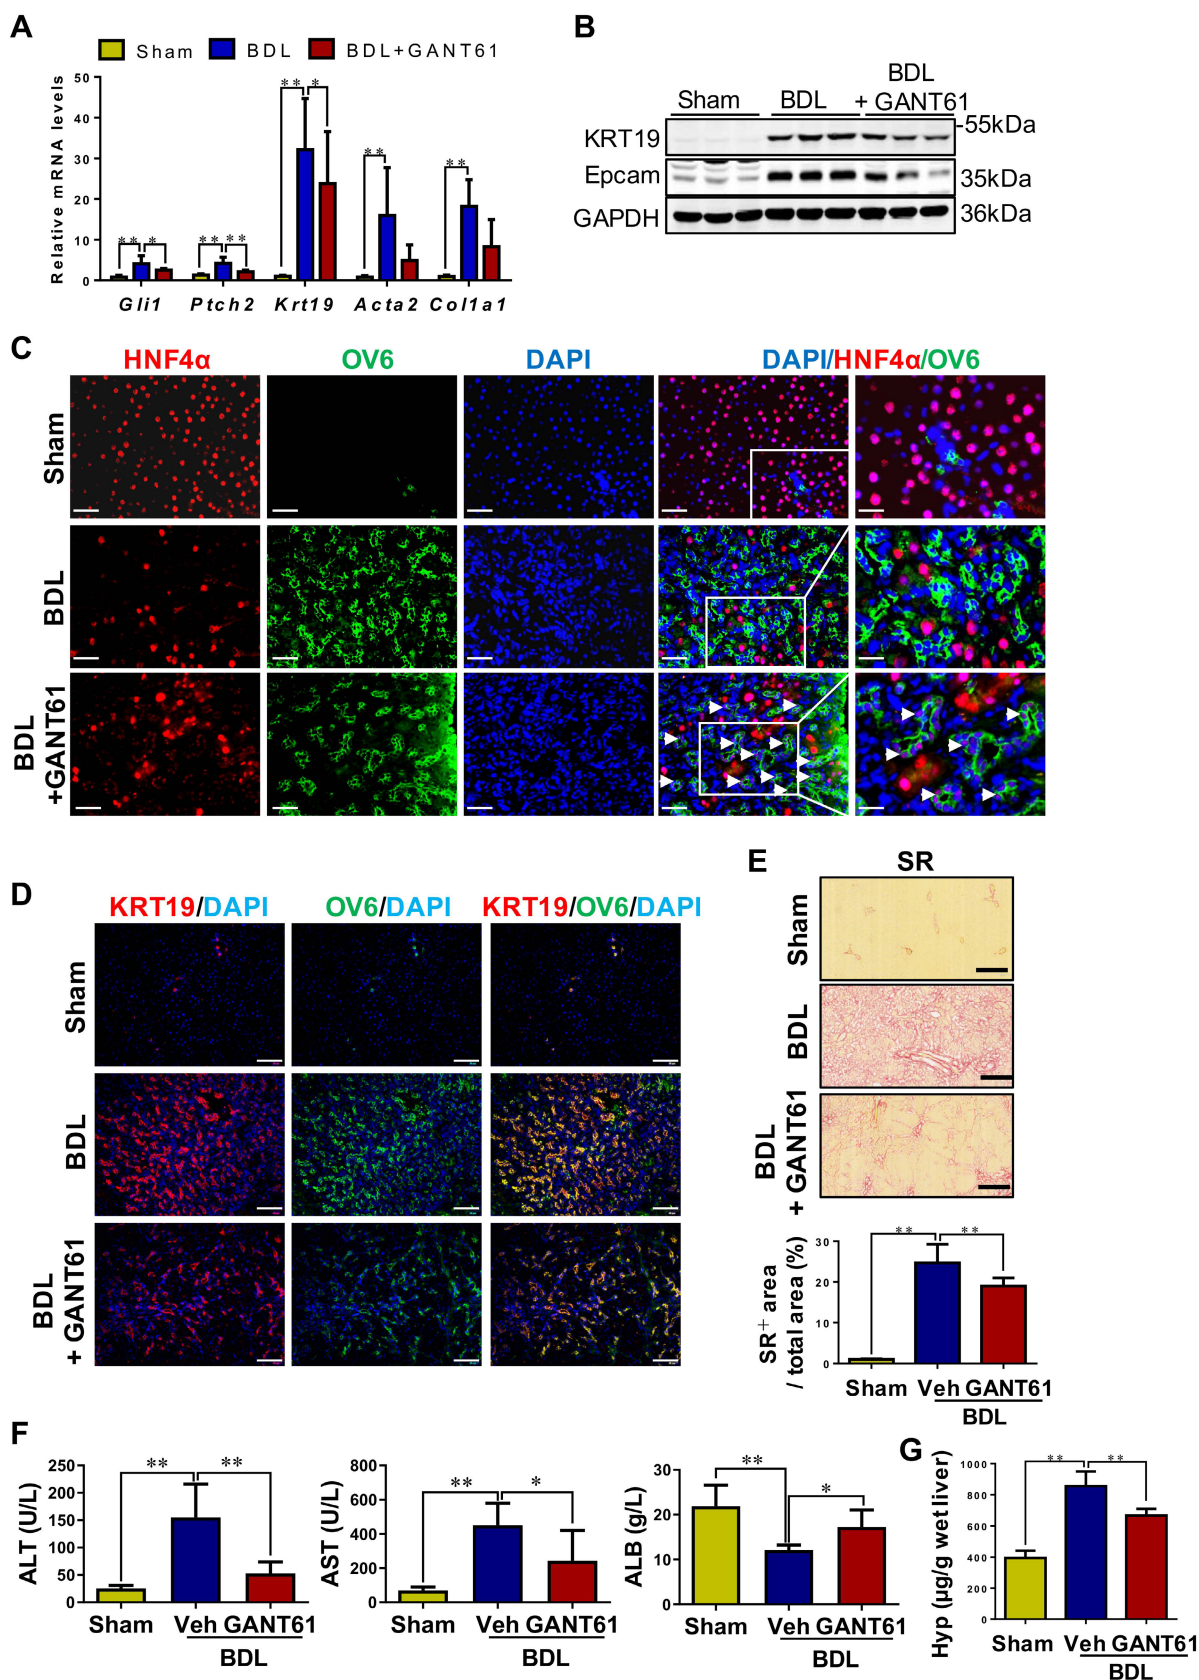 A
Sham BDL BDL+GANT61
Relative mRNA levels
50
40
30
20
10
0
** * ** ** ** * ** **
Gli1 Ptch2 Krt19 Acta2 Col1a1
B
Sham BDL BDL
+ GANT61
KRT19 -55kDa
Epcam 35kDa
GAPDH 36kDa
C
HNF4α OV6 DAPI DAPI/HNF4α/OV6
Sham
BDL
BDL
+GANT61
D
KRT19/DAPI OV6/DAPI KRT19/OV6/DAPI
Sham
BDL
BDL
+ GANT61
E
SR
Sham
BDL
BDL
+ GANT61
SR+ area
/ total area (%)
30
20
10
0
** **
Sham Veh GANT61
BDL
F
ALT (U/L)
250
200
150
100
50
0
** **
Sham Veh GANT61
BDL
AST (U/L)
800
600
400
200
0
** *
Sham Veh GANT61
BDL
ALB (g/L)
30
20
10
0
** *
Sham Veh GANT61
BDL
G
Hyp (μg/g wet liver)
1000
800
600
400
200
0
** **
Sham Veh GANT61
BDL